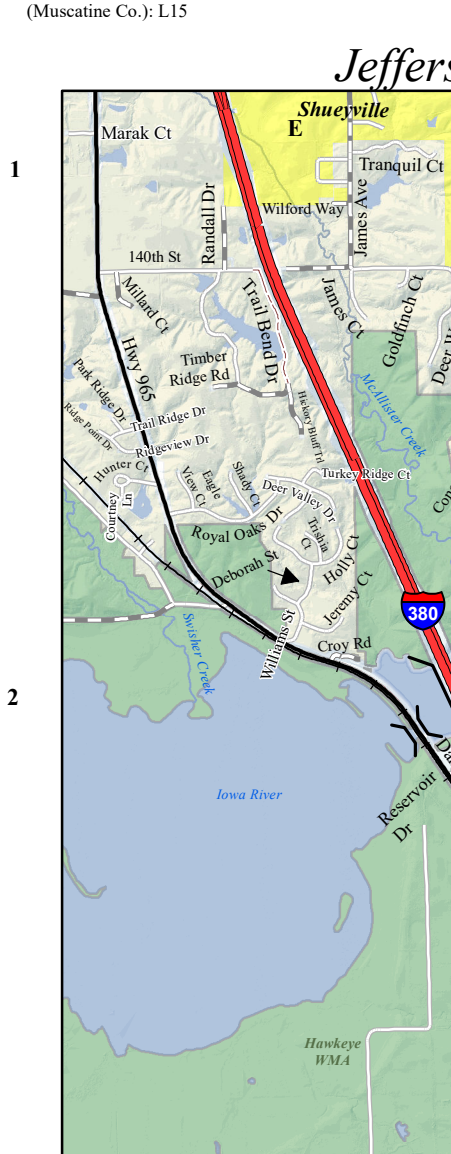 (Muscatine Co.): L15
Jeffers
Shueyville
E
Marak Ct
1
Tranquil Ct
Randall Dr
Wilford Way
James Ave
140th St
Millard Ct
Trail Bend Dr
James Ct
Goldfinch Ct
Hwy 965
Timber
Ridge Rd
Deer W
Park Ridge Dr
McAllister Creek
Hickory Bluff Trl
Ridge Point Dr
Trail Ridge Dr
Ridgeview Dr
Hunter Ct
Turkey Ridge Ct
View Ct
Eagle
Shady Ct
Deer Valley Dr
Con
Courtney
Ln
Royal Oaks Dr
Trishia
Ct
Holly Ct
Deborah St
Jeremy Ct
380
Swisher Creek
Williams St
Croy Rd
2
Da
Iowa River
Reservoir
Dr
Hawkeye
WMA